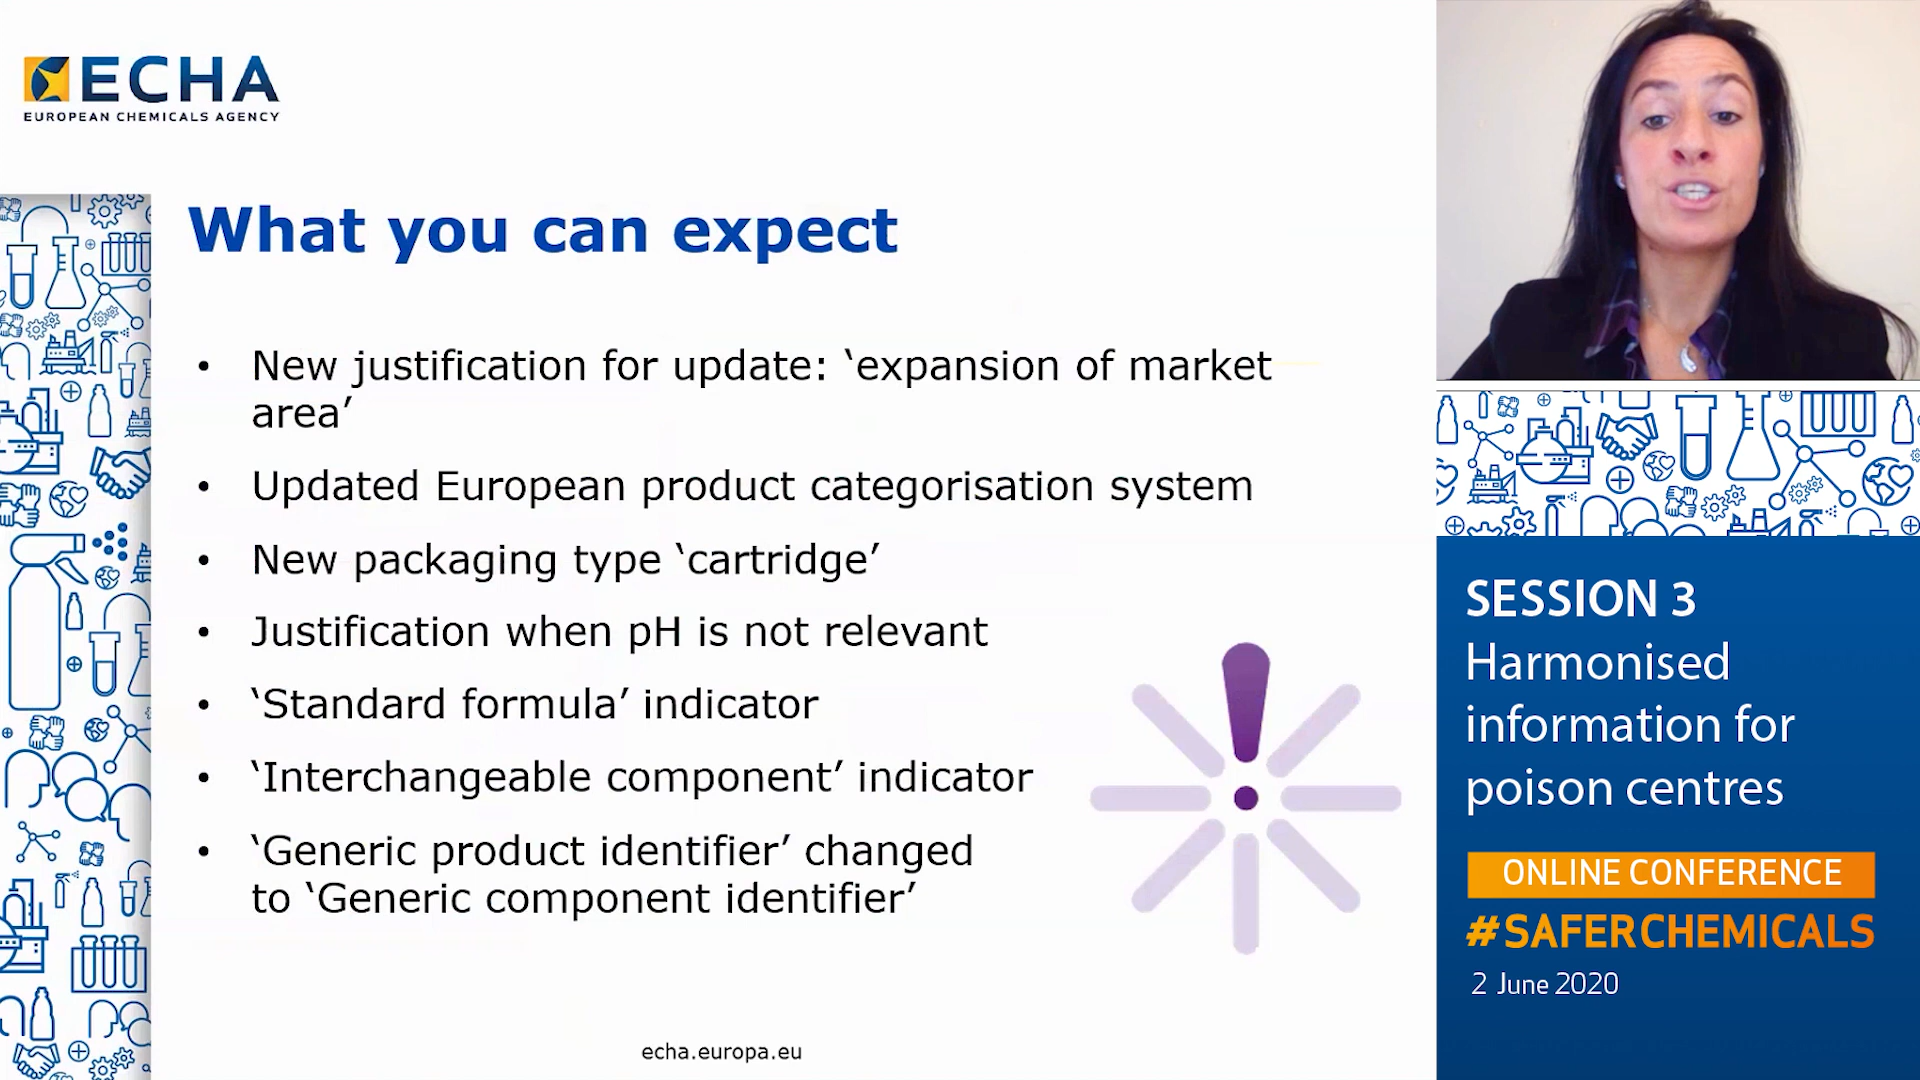 ECHA
EUROPEAN CHEMICALS AGENCY
What you can expect
• New justification for update: ‘expansion of market
area’
• Updated European product categorisation system
• New packaging type ‘cartridge’
• Justification when pH is not relevant
• ‘Standard formula’ indicator
• ‘Interchangeable component’ indicator
• ‘Generic product identifier’ changed
to ‘Generic component identifier’
echa.europa.eu
SESSION 3
Harmonised
information for
poison centres
ONLINE CONFERENCE
#SAFERCHEMICALS
2 June 2020